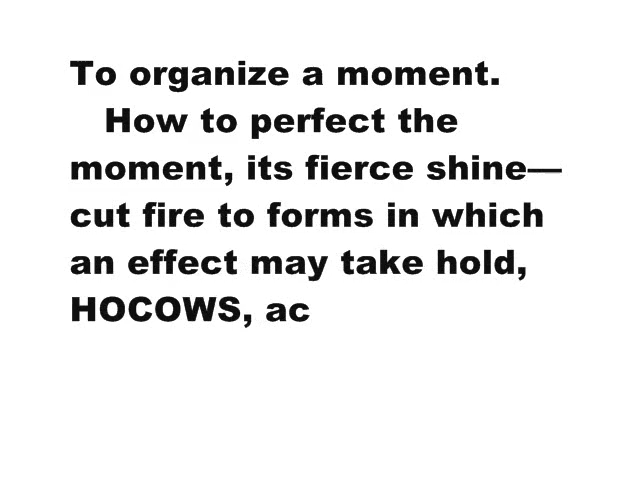 To organize a moment.
How to perfect the
moment, its fierce shine—
cut fire to forms in which
an effect may take hold,
HOCOWS, ac